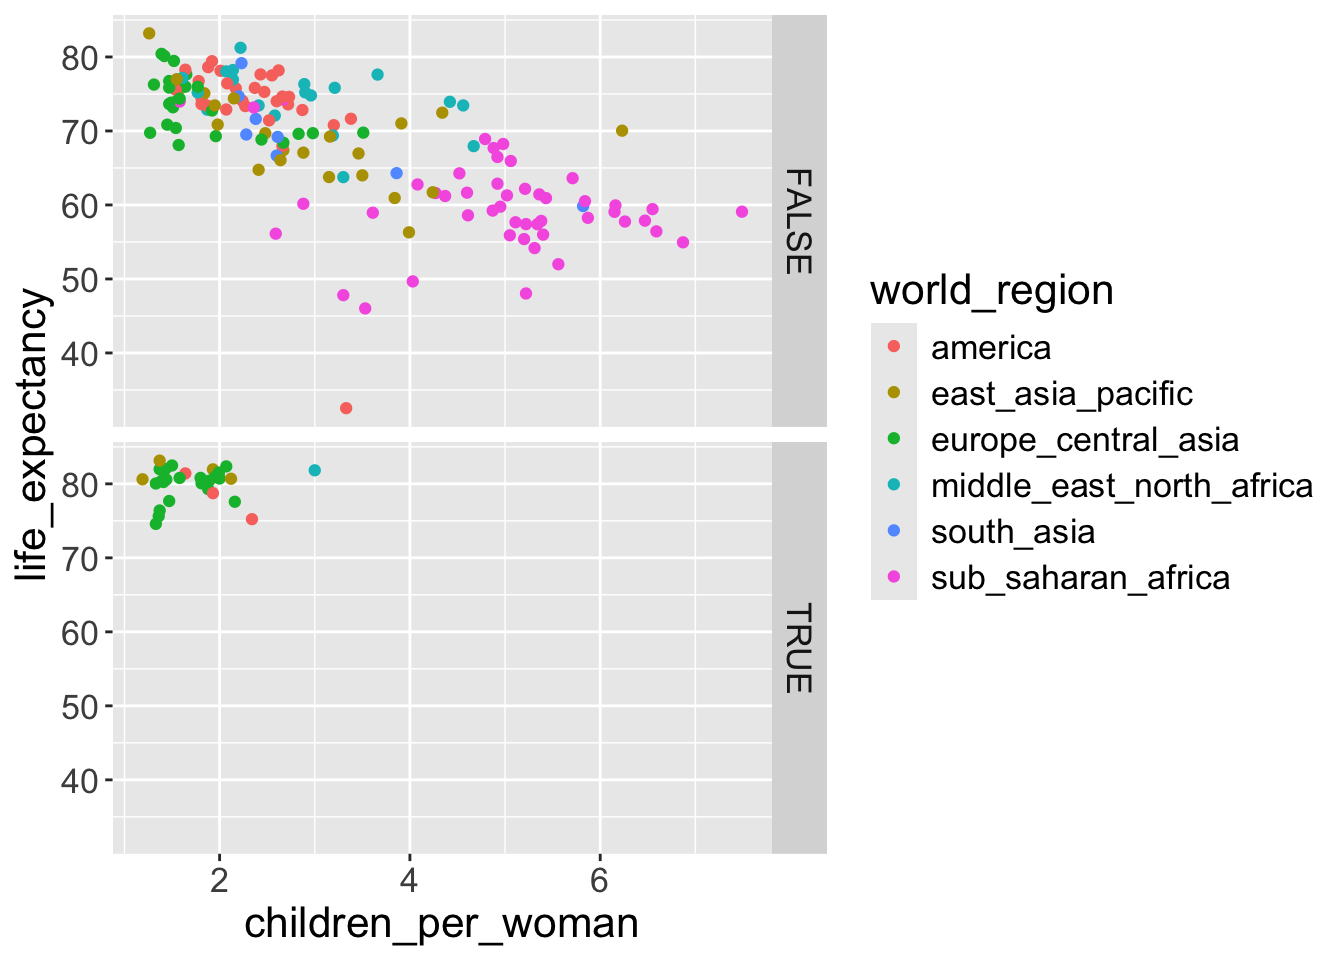 80
70
60
50
40
FALSE
80
70
60
50
40
TRUE
2 4 6
children_per_woman
life_expectancy
world_region
america
east_asia_pacific
europe_central_asia
middle_east_north_africa
south_asia
sub_saharan_africa